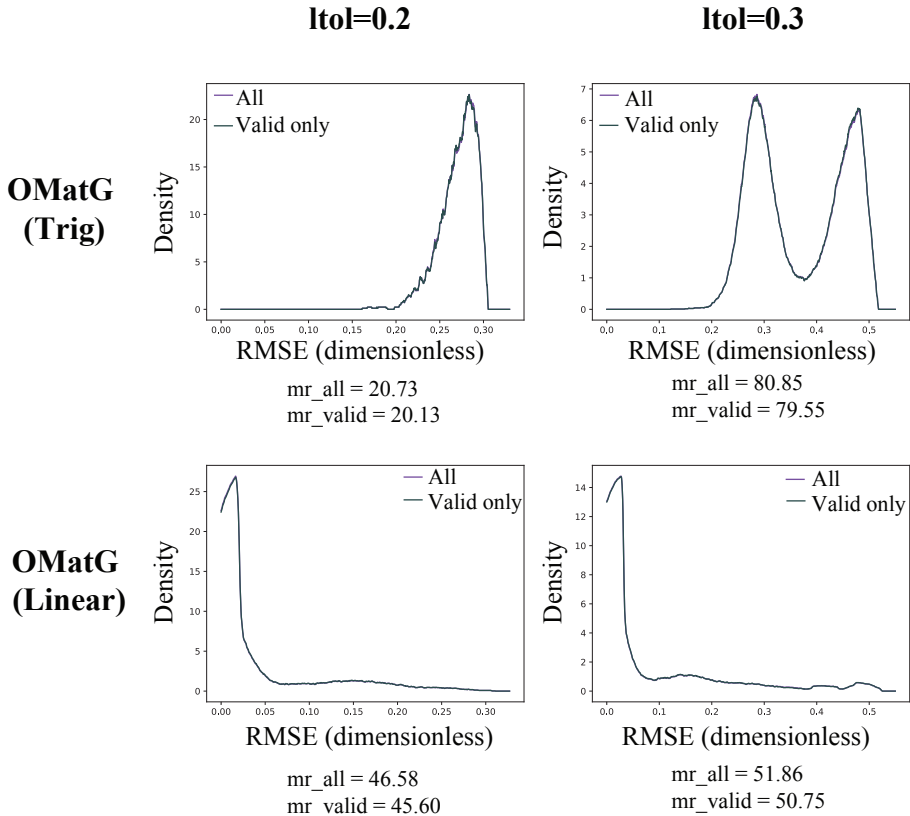 ltol=0.2
ltol=0.3
OMatG
(Trig)
All
Valid only
Density
20
15
10
5
0
0.00
0.05
0.10
0.15
0.20
0.25
0.30
RMSE (dimensionless)
mr_all = 20.73
mr_valid = 20.13
All
Valid only
Density
7
6
5
4
3
2
1
0
0.0
0.1
0.2
0.3
0.4
0.5
RMSE (dimensionless)
mr_all = 80.85
mr_valid = 79.55
OMatG
(Linear)
All
Valid only
Density
25
20
15
10
5
0
0.00
0.05
0.10
0.15
0.20
0.25
0.30
RMSE (dimensionless)
mr_all = 46.58
mr_valid = 45.60
All
Valid only
Density
14
12
10
8
6
4
2
0
0.0
0.1
0.2
0.3
0.4
0.5
RMSE (dimensionless)
mr_all = 51.86
mr_valid = 50.75